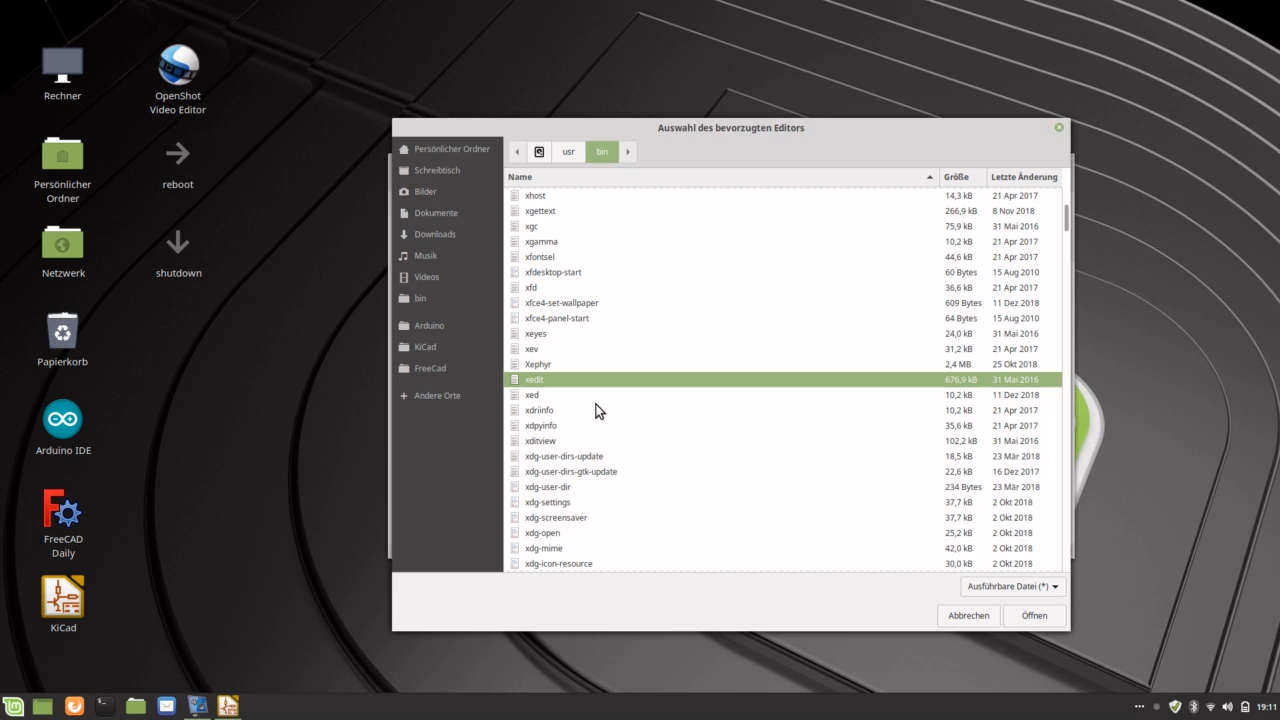 Rechner
OpenShot
Video Editor
Persönlicher
Ordner
reboot
Netzwerk
shutdown
Papierkorb
Arduino IDE
FreeCAD
Daily
KiCad
Auswahl des bevorzugten Editors
Persönlicher Ordner
Schreibtisch
Bilder
Dokumente
Downloads
Musik
Videos
bin
Arduino
KiCad
FreeCad
Andere Orte
usr bin
Name Größe Letzte Änderung
xhost 14,3 kB 21 Apr 2017
xgettext 266,9 kB 8 Nov 2018
xgc 75,9 kB 31 Mai 2016
xgamma 10,2 kB 21 Apr 2017
xfontsel 44,6 kB 21 Apr 2017
xfdesktop-start 60 Bytes 15 Aug 2010
xfd 36,6 kB 21 Apr 2017
xfce4-set-wallpaper 609 Bytes 11 Dez 2018
xfce4-panel-start 64 Bytes 15 Aug 2010
xeyes 24,0 kB 31 Mai 2016
xev 31,2 kB 21 Apr 2017
Xephyr 2,4 MB 25 Okt 2018
xedit 676,9 kB 31 Mai 2016
xed 10,2 kB 11 Dez 2018
xdriinfo 10,2 kB 21 Apr 2017
xdpyinfo 35,6 kB 21 Apr 2017
xditview 102,2 kB 31 Mai 2016
xdg-user-dirs-update 18,5 kB 23 Mär 2018
xdg-user-dirs-gtk-update 22,6 kB 16 Dez 2017
xdg-user-dir 234 Bytes 23 Mär 2018
xdg-settings 37,7 kB 2 Okt 2018
xdg-screensaver 37,7 kB 2 Okt 2018
xdg-open 25,2 kB 2 Okt 2018
xdg-mime 42,0 kB 2 Okt 2018
xdg-icon-resource 30,0 kB 2 Okt 2018
Ausführbare Datei (*)
Abbrechen Öffnen
19:11